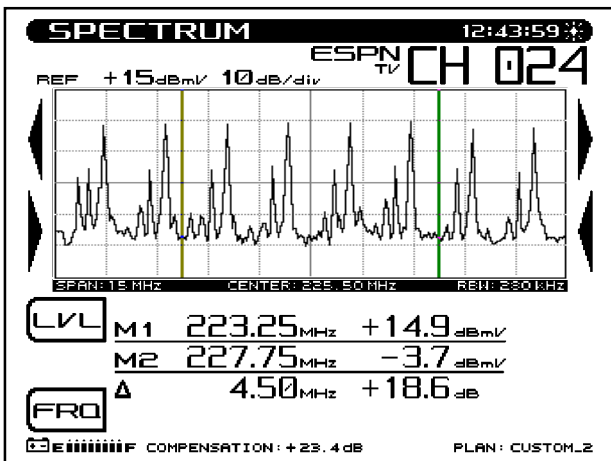 SPECTRUM 12:43:59
ESPN TV CH 024
REF +15dBmV 10dB/div
SPAN: 15 MHz CENTER: 225.50 MHz RBW: 280 kHz
LVL
M1 223.25MHz +14.9dBmV
M2 227.75MHz -3.7dBmV
Δ 4.50MHz +18.6dB
FRQ
E F COMPENSATION: +23.4dB PLAN: CUSTOM_2